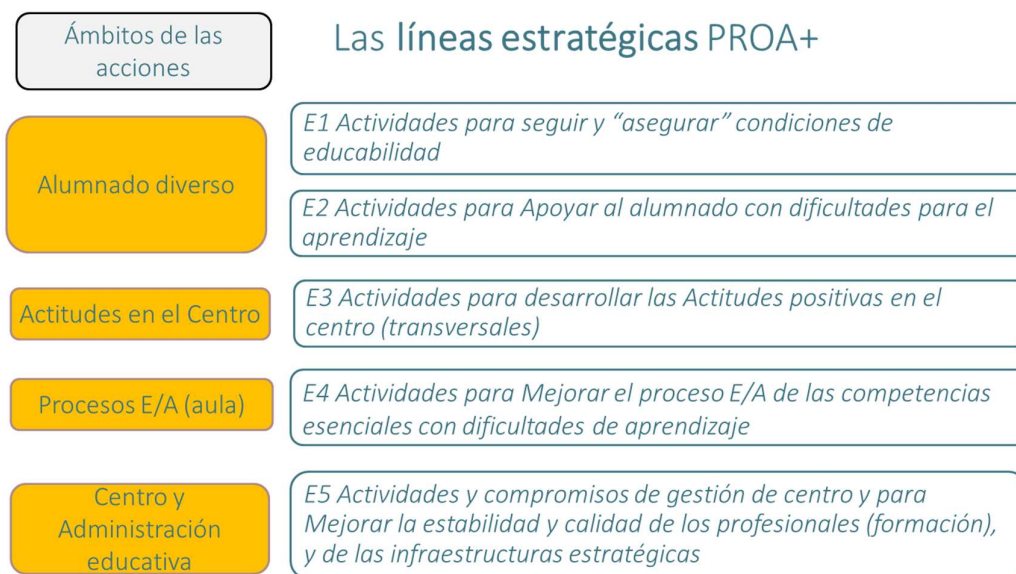 Ámbitos de las
acciones
Las líneas estratégicas PROA+
Alumnado diverso
E1 Actividades para seguir y “asegurar” condiciones de
educabilidad
E2 Actividades para Apoyar al alumnado con dificultades para el
aprendizaje
Actitudes en el Centro
E3 Actividades para desarrollar las Actitudes positivas en el
centro (transversales)
Procesos E/A (aula)
E4 Actividades para Mejorar el proceso E/A de las competencias
esenciales con dificultades de aprendizaje
Centro y
Administración
educativa
E5 Actividades y compromisos de gestión de centro y para
Mejorar la estabilidad y calidad de los profesionales (formación),
y de las infraestructuras estratégicas